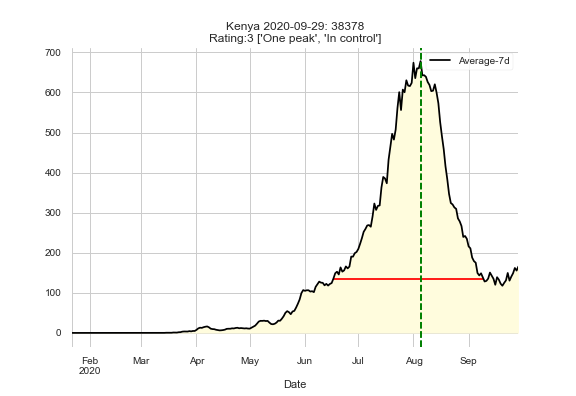 Kenya 2020-09-29: 38378
Rating:3 ['One peak', 'In control']
700
Average-7d
600
500
400
300
200
100
0
Feb Mar Apr May Jun Jul Aug Sep
2020
Date